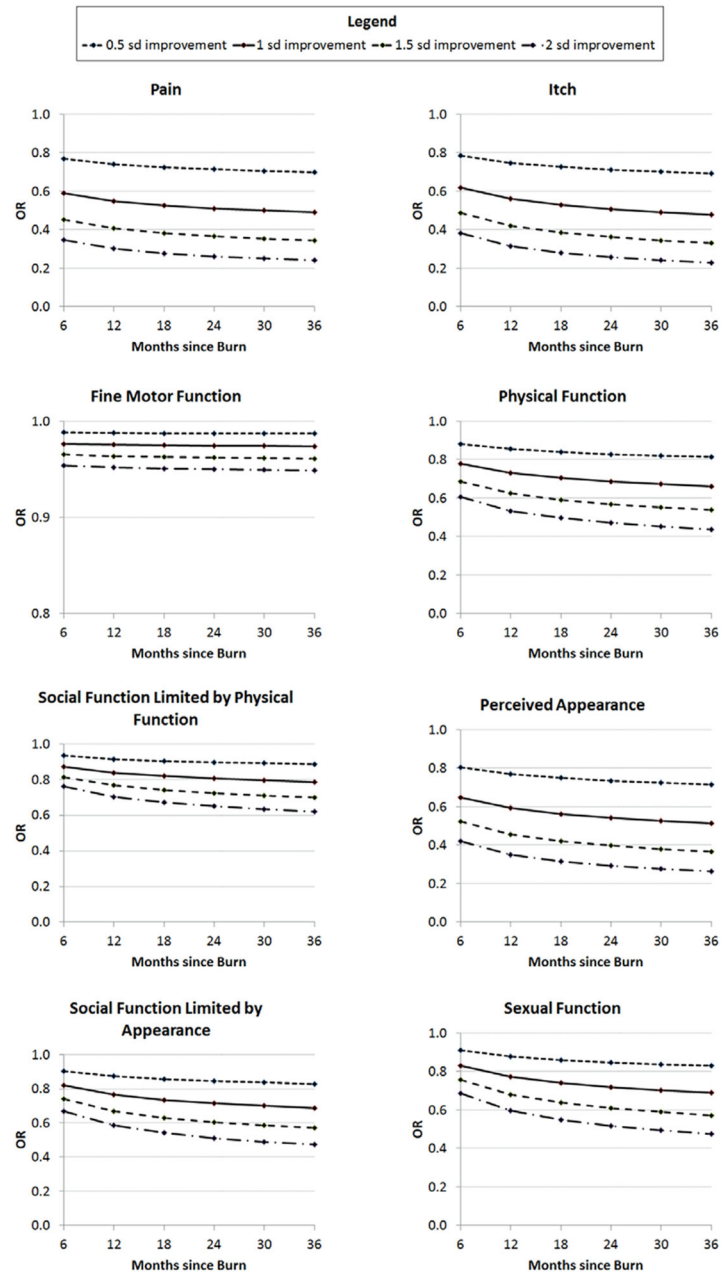 Legend
0.5 sd improvement 1 sd improvement 1.5 sd improvement 2 sd improvement
Pain
1.0
0.8
0.6
0.4
0.2
0.0
OR
6 12 18 24 30 36
Months since Burn
Itch
1.0
0.8
0.6
0.4
0.2
0.0
OR
6 12 18 24 30 36
Months since Burn
Fine Motor Function
1.0
0.9
0.8
OR
6 12 18 24 30 36
Months since Burn
Physical Function
1.0
0.8
0.6
0.4
0.2
0.0
OR
6 12 18 24 30 36
Months since Burn
Social Function Limited by Physical
Function
1.0
0.8
0.6
0.4
0.2
0.0
OR
6 12 18 24 30 36
Months since Burn
Perceived Appearance
1.0
0.8
0.6
0.4
0.2
0.0
OR
6 12 18 24 30 36
Months since Burn
Social Function Limited by
Appearance
1.0
0.8
0.6
0.4
0.2
0.0
OR
6 12 18 24 30 36
Months since Burn
Sexual Function
1.0
0.8
0.6
0.4
0.2
0.0
OR
6 12 18 24 30 36
Months since Burn